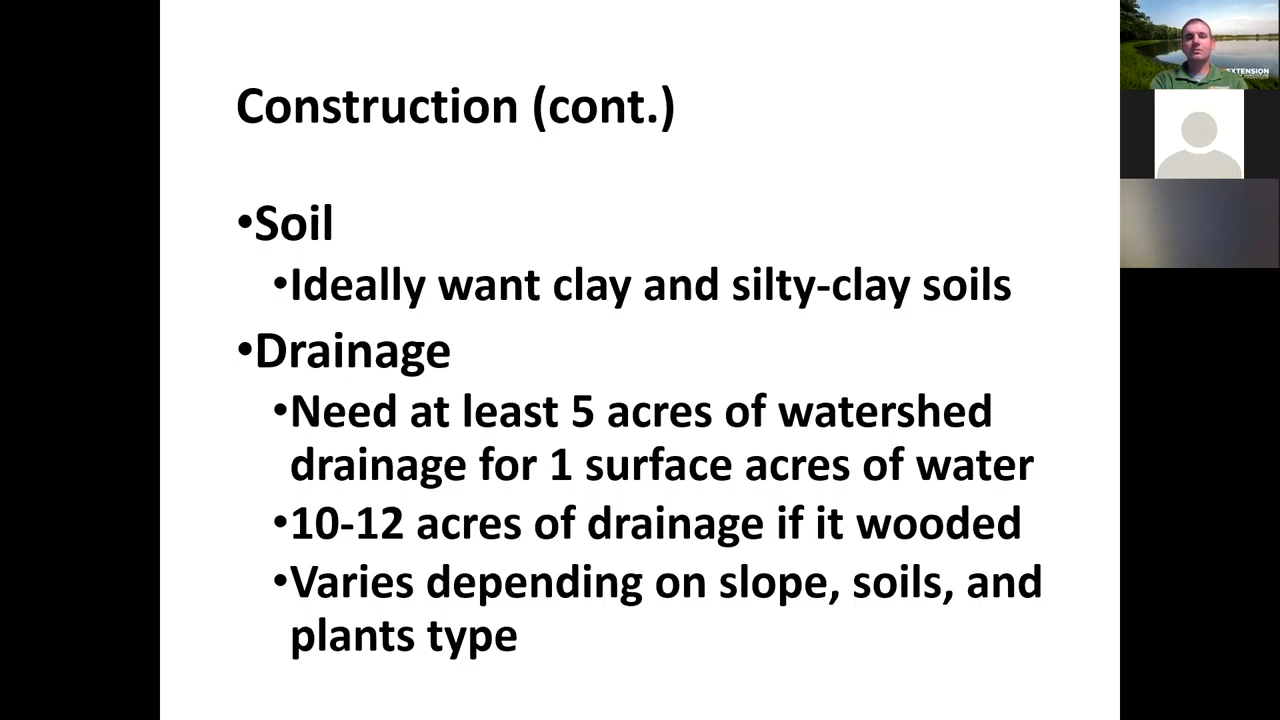 Construction (cont.)
•Soil
•Ideally want clay and silty-clay soils
•Drainage
•Need at least 5 acres of watershed
drainage for 1 surface acres of water
•10-12 acres of drainage if it wooded
•Varies depending on slope, soils, and
plants type
EXTENSION